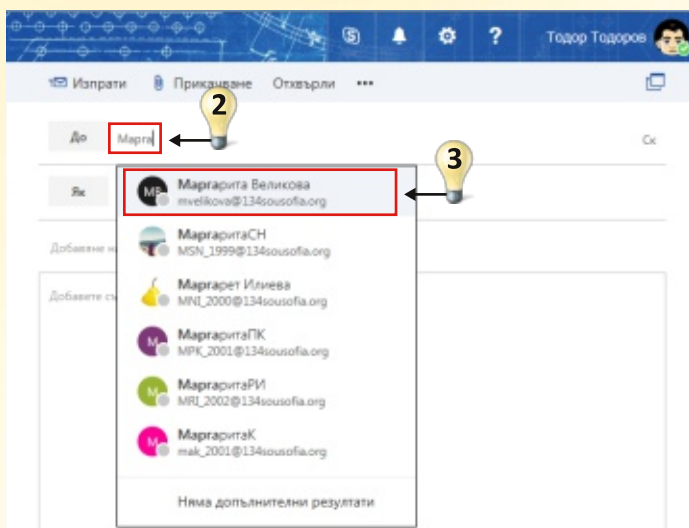 ? Тодор Тодоров
Изпрати Прикачване Отхвърли •••
2
До Марга Ск
3
Як МВ Маргарита Великова
mvelikova@134sousofia.org
МаргаритаСН
Добавяне на MSN_1999@134sousofia.org
Маргарет Илиева
Добавете съ MNI_2000@134sousofia.org
МаргаритаПК
М MPK_2001@134sousofia.org
МаргаритаРИ
М MRI_2002@134sousofia.org
МаргаритаК
М mak_2001@134sousofia.org
Няма допълнителни резултати